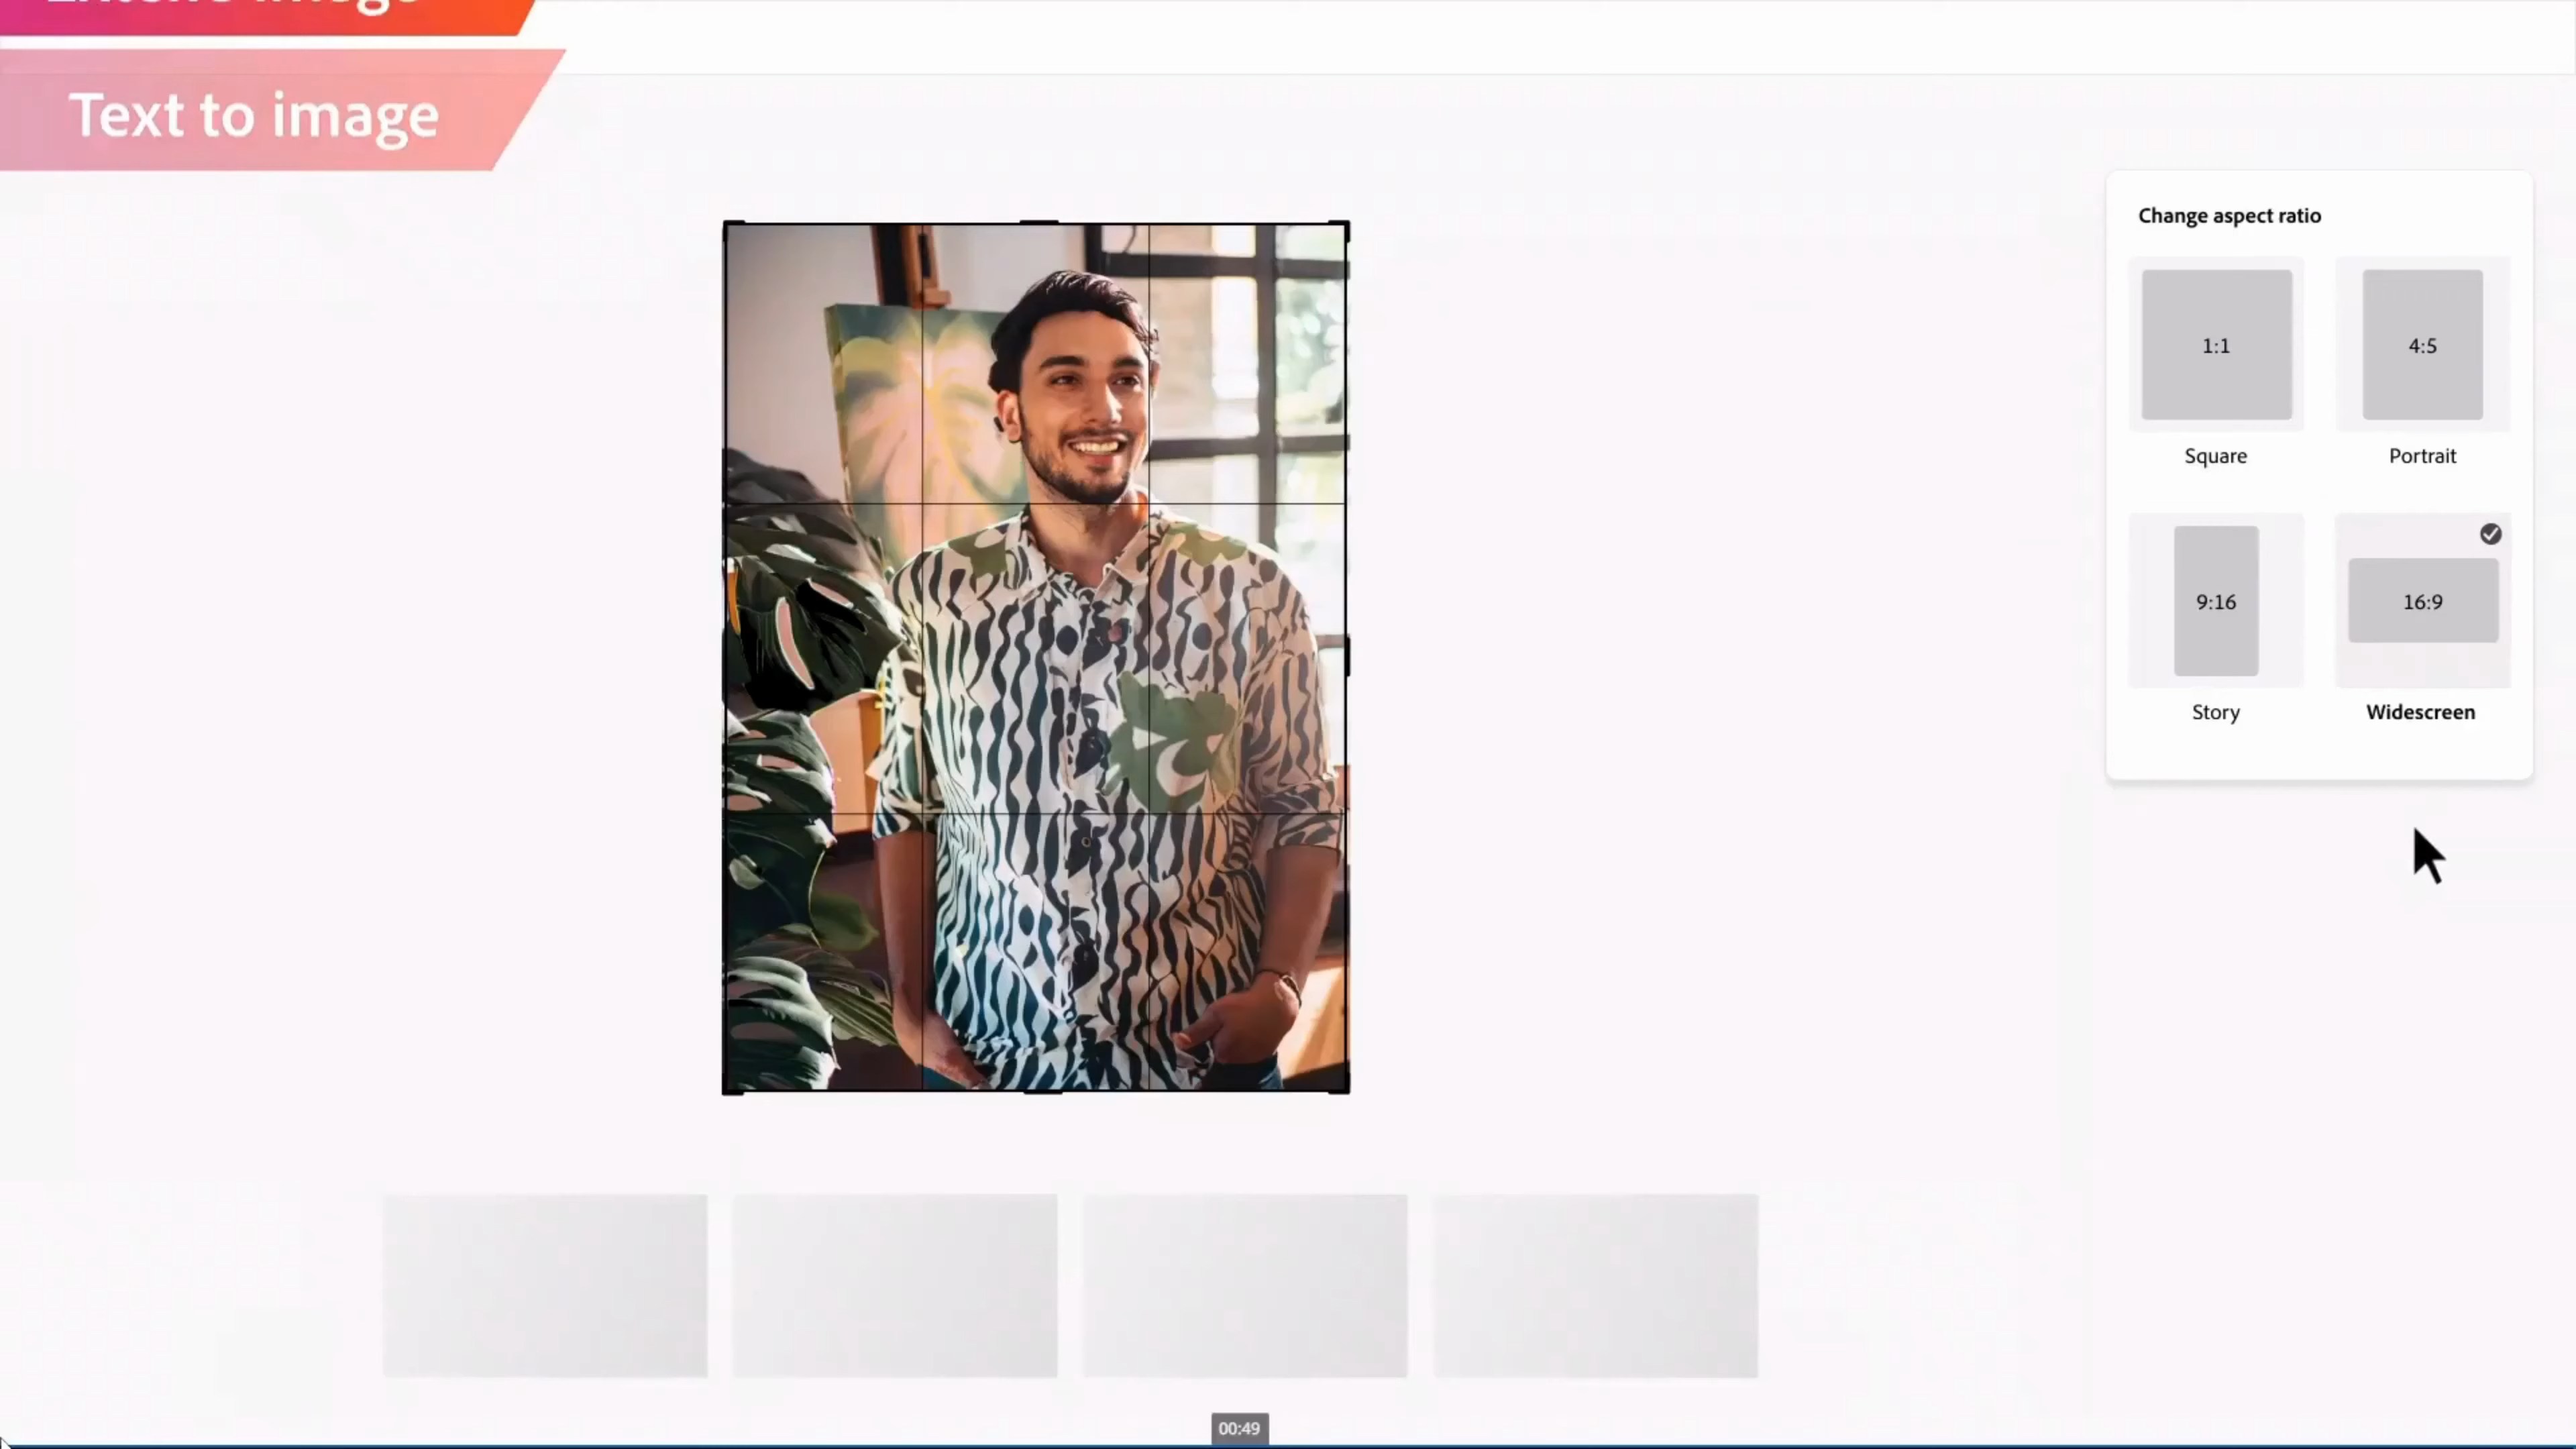 image
Text to image
Change aspect ratio
1:1
4:5
Square
Portrait
9:16
16:9
Story
Widescreen
00:49